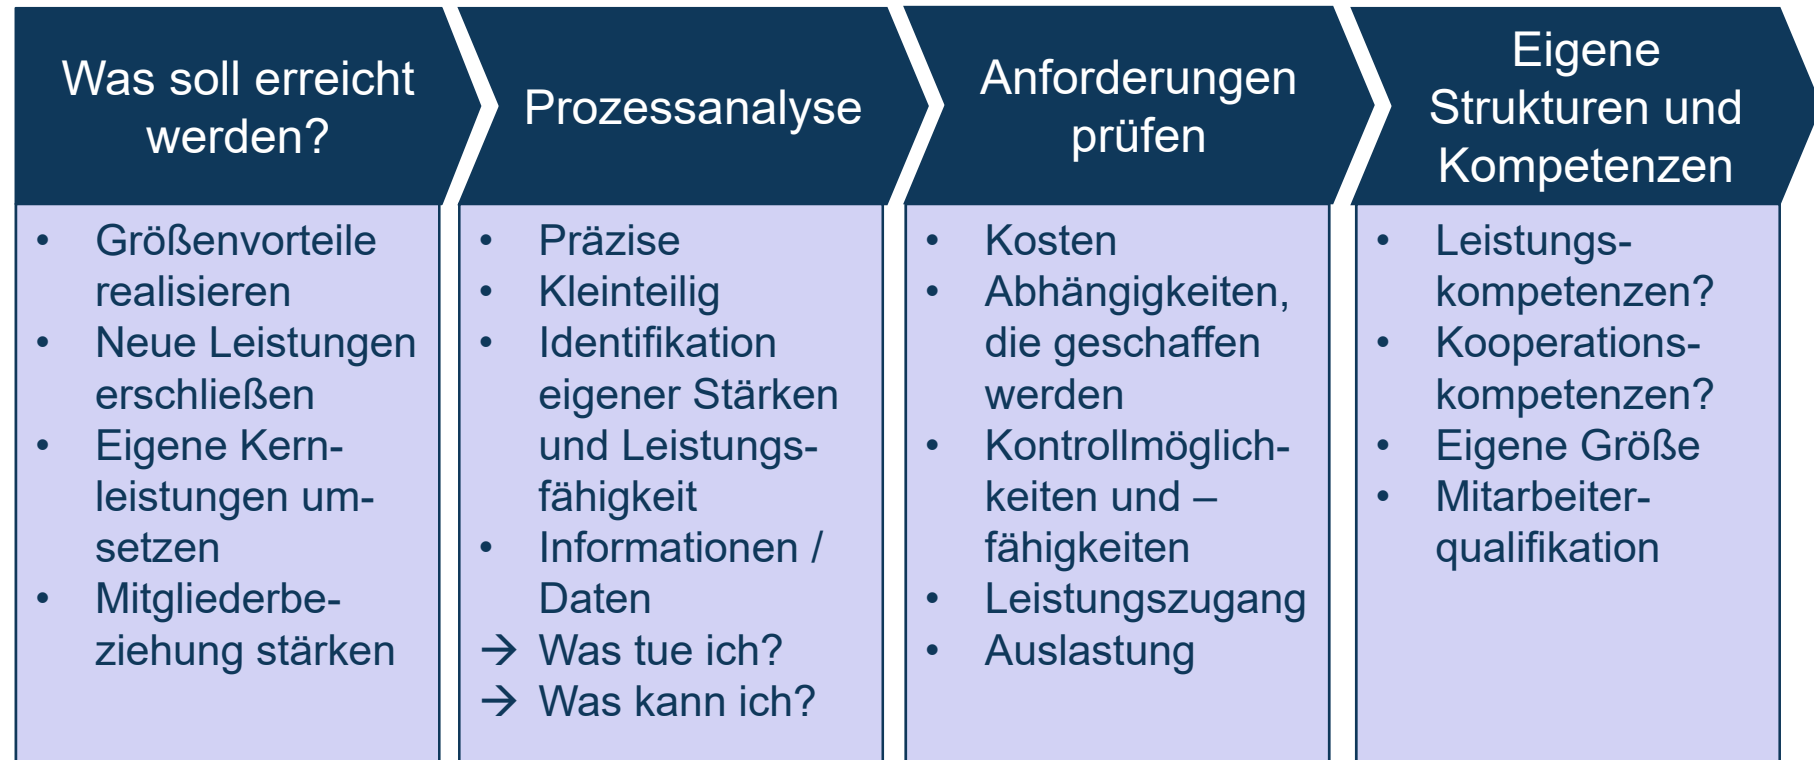 Was soll erreicht
werden?
• Größenvorteile
realisieren
• Neue Leistungen
erschließen
• Eigene Kern-
leistungen um-
setzen
• Mitgliederbe-
ziehung stärken
Prozessanalyse
• Präzise
• Kleinteilig
• Identifikation
eigener Stärken
und Leistungs-
fähigkeit
• Informationen /
Daten
→ Was tue ich?
→ Was kann ich?
Anforderungen
prüfen
• Kosten
• Abhängigkeiten,
die geschaffen
werden
• Kontrollmöglich-
keiten und –
fähigkeiten
• Leistungszugang
• Auslastung
Eigene
Strukturen und
Kompetenzen
• Leistungs-
kompetenzen?
• Kooperations-
kompetenzen?
• Eigene Größe
• Mitarbeiter-
qualifikation